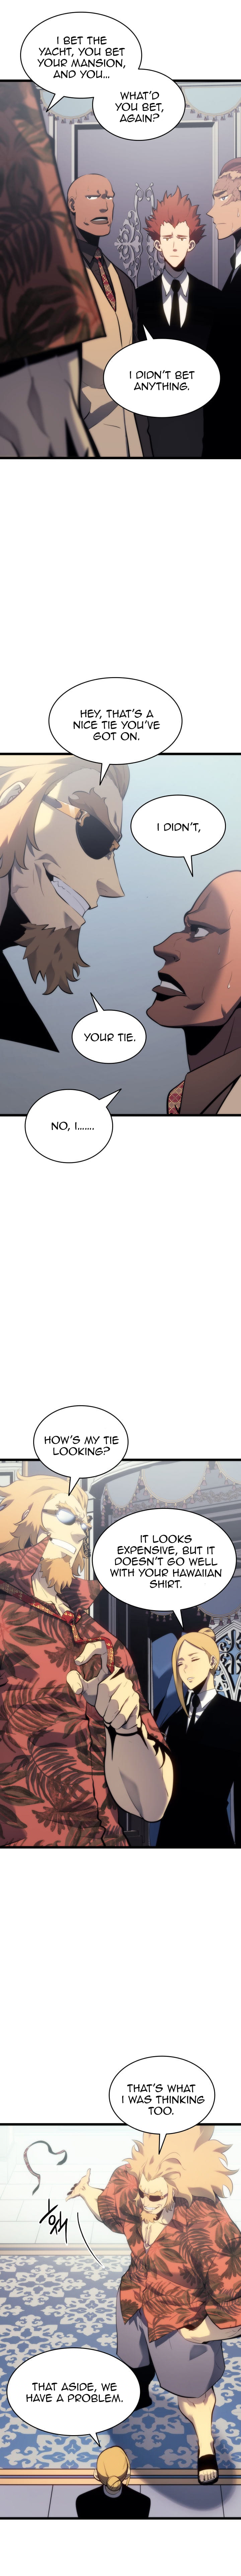 I BET THE
YACHT, YOU BET
YOUR MANSION,
AND YOU...
WHAT'D
YOU BET,
AGAIN?
I DIDN'T BET
ANYTHING.
HEY, THAT'S A
NICE TIE YOU'VE
GOT ON.
I DIDN'T,
YOUR TIE.
NO, I.......
HOW'S MY TIE
LOOKING?
IT LOOKS
EXPENSIVE, BUT IT
DOESN'T GO WELL
WITH YOUR HAWAIIAN
SHIRT.
THAT'S WHAT
I WAS THINKING
TOO.
THAT ASIDE, WE
HAVE A PROBLEM.